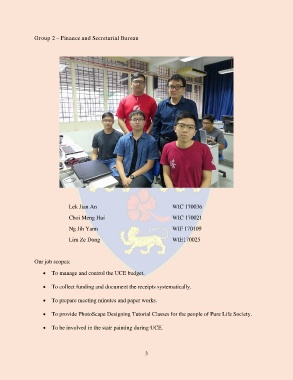 Group 2 – Finance and Secretarial Bureau
Lek Jian An WIC 170036
Choi Meng Hui WIC 170021
Ng Jih Yann WIF 170109
Lim Ze Dong WIE170025
Our job scopes:
• To manage and control the UCE budget.
• To collect funding and document the receipts systematically.
• To prepare meeting minutes and paper works.
• To provide PhotoScape Designing Tutorial Classes for the people of Pure Life Society.
• To be involved in the stair painting during UCE.
3